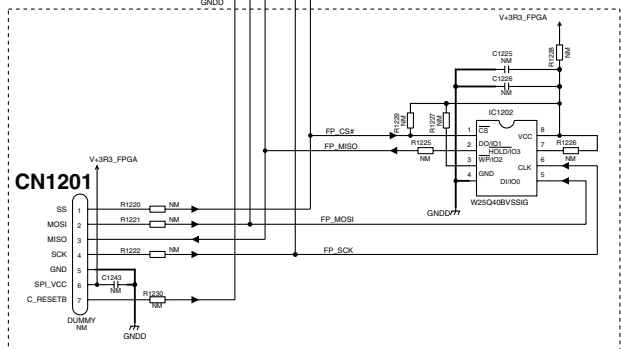 GNDD
V+3R3_FPGA
R1228
NM
C1225
NM
C1226
NM
R1229
NM
R1227
NM
IC1202
FP_CS#
1 CS VCC 8
FP_MISO
R1225
NM
2 DO/IO1 HOLD/IO3 7
R1226
NM
3 WP/IO2 CLK 6
4 GND DI/IO0 5
W25Q40BVSSIG
GNDD
V+3R3_FPGA
CN1201
SS 1 R1220 NM
MOSI 2 R1221 NM FP_MOSI
MISO 3
SCK 4 R1222 NM FP_SCK
GND 5
SPI_VCC 6 C1243
NM
C_RESETB 7 R1230
NM
DUMMY
NM
GNDD